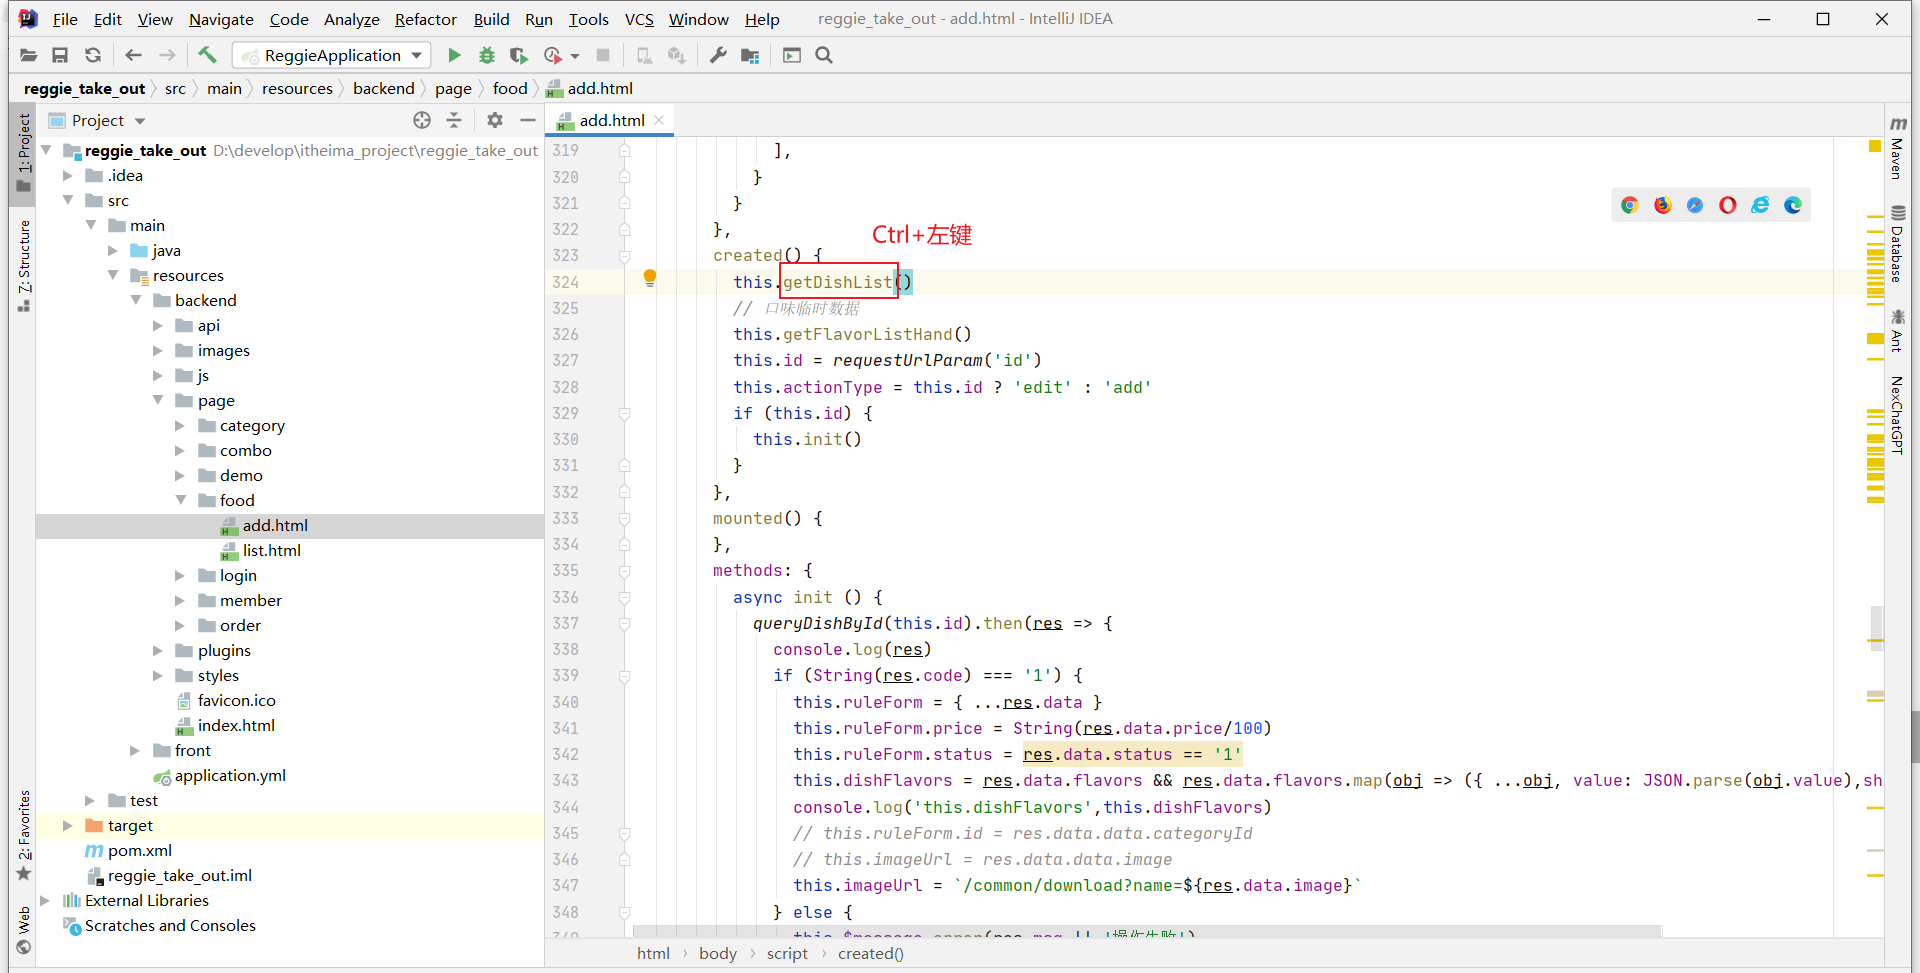 File Edit View Navigate Code Analyze Refactor Build Run Tools VCS Window Help reggie_take_out - add.html - IntelliJ IDEA
ReggieApplication
reggie_take_out src main resources backend page food add.html
Project
add.html
1: Project
7: Structure
2: Favorites
Web
reggie_take_out D:\develop\itheima_project\reggie_take_out
.idea
src
main
java
resources
backend
api
images
js
page
category
combo
demo
food
add.html
list.html
login
member
order
plugins
styles
favicon.ico
index.html
front
application.yml
test
target
pom.xml
reggie_take_out.iml
External Libraries
Scratches and Consoles
Ctrl+左键
319 ],
320 }
321 }
322 },
323 created() {
324 this.getDishList()
325 // 口味临时数据
326 this.getFlavorListHand()
327 this.id = requestUrlParam('id')
328 this.actionType = this.id ? 'edit' : 'add'
329 if (this.id) {
330 this.init()
331 }
332 },
333 mounted() {
334 },
335 methods: {
336 async init () {
337 queryDishById(this.id).then(res => {
338 console.log(res)
339 if (String(res.code) === '1') {
340 this.ruleForm = { ...res.data }
341 this.ruleForm.price = String(res.data.price/100)
342 this.ruleForm.status = res.data.status == '1'
343 this.dishFlavors = res.data.flavors && res.data.flavors.map(obj => ({ ...obj, value: JSON.parse(obj.value),sh
344 console.log('this.dishFlavors',this.dishFlavors)
345 // this.ruleForm.id = res.data.data.categoryId
346 // this.imageUrl = res.data.data.image
347 this.imageUrl = `/common/download?name=${res.data.image}`
348 } else {
349 this.$message.error(res.msg || '操作失败')
html body script created()
Maven
Database
Ant
NexChatGPT